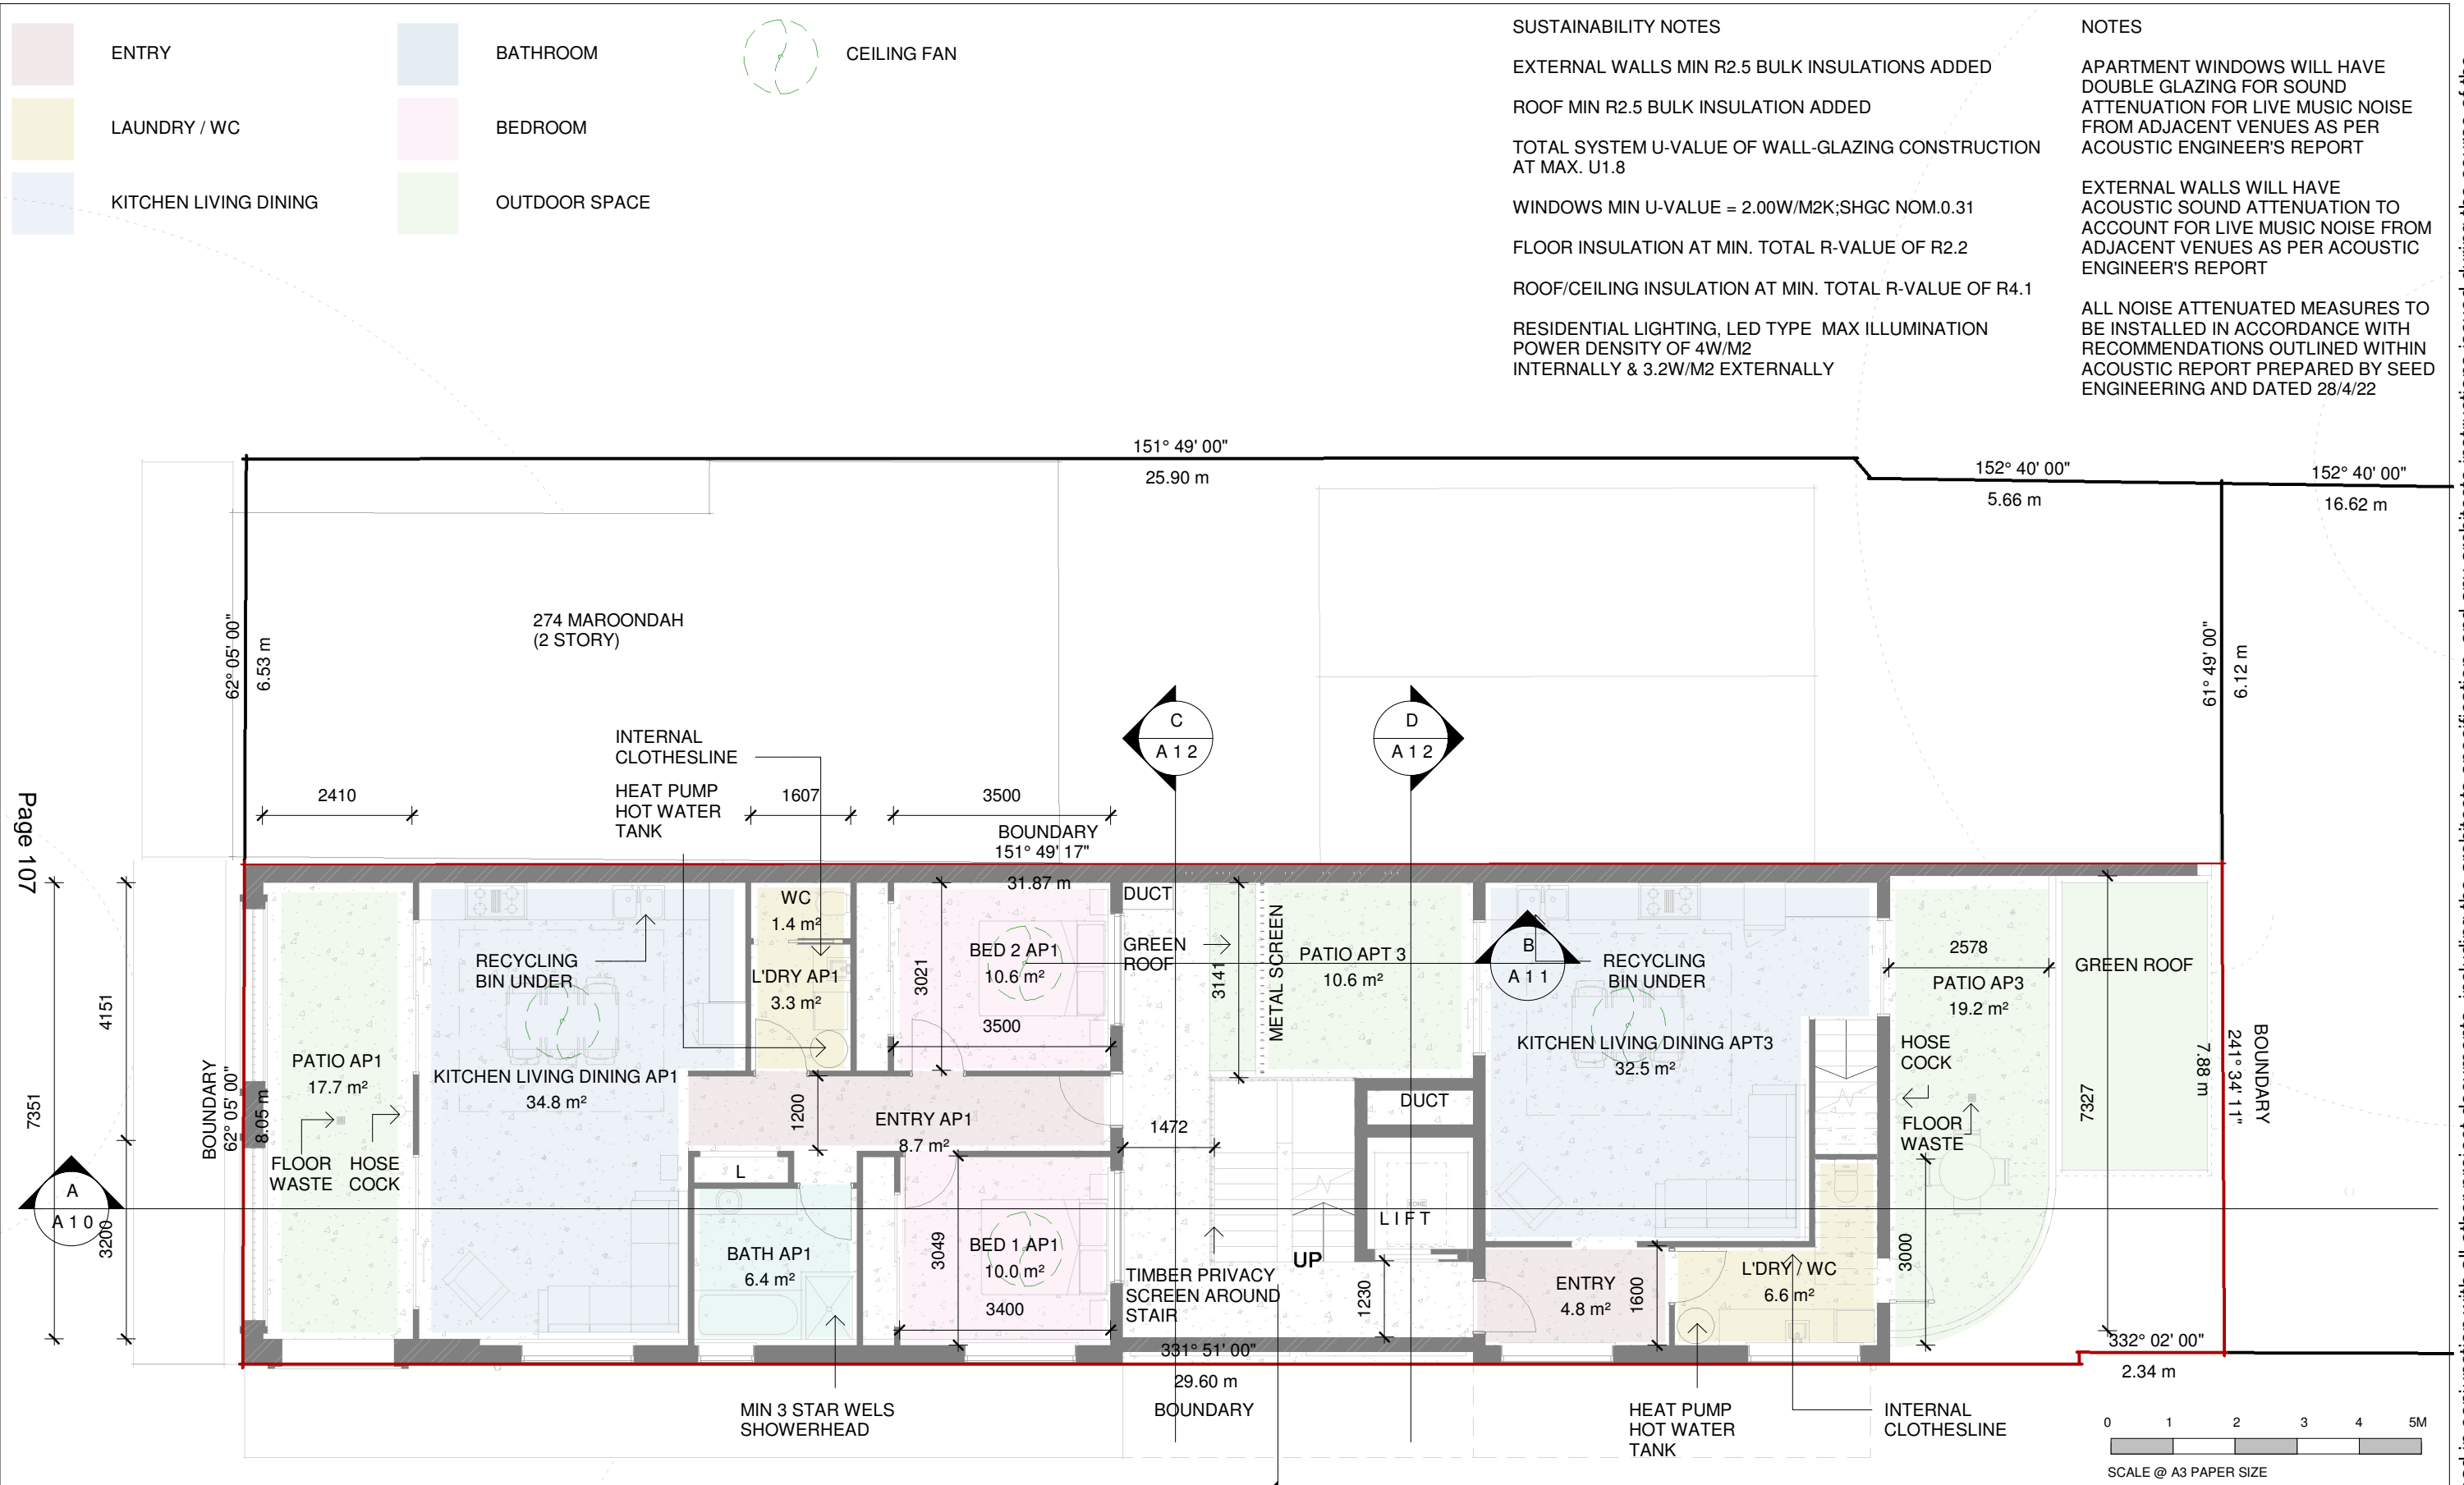 ENTRY
LAUNDRY / WC
KITCHEN LIVING DINING
BATHROOM
BEDROOM
OUTDOOR SPACE
CEILING FAN
SUSTAINABILITY NOTES
EXTERNAL WALLS MIN R2.5 BULK INSULATIONS ADDED
ROOF MIN R2.5 BULK INSULATION ADDED
TOTAL SYSTEM U-VALUE OF WALL-GLAZING CONSTRUCTION
AT MAX. U1.8
WINDOWS MIN U-VALUE = 2.00W/M2K;SHGC NOM.0.31
FLOOR INSULATION AT MIN. TOTAL R-VALUE OF R2.2
ROOF/CEILING INSULATION AT MIN. TOTAL R-VALUE OF R4.1
RESIDENTIAL LIGHTING, LED TYPE  MAX ILLUMINATION
POWER DENSITY OF 4W/M2
INTERNALLY & 3.2W/M2 EXTERNALLY
NOTES
APARTMENT WINDOWS WILL HAVE
DOUBLE GLAZING FOR SOUND
ATTENUATION FOR LIVE MUSIC NOISE
FROM ADJACENT VENUES AS PER
ACOUSTIC ENGINEER'S REPORT
EXTERNAL WALLS WILL HAVE
ACOUSTIC SOUND ATTENUATION TO
ACCOUNT FOR LIVE MUSIC NOISE FROM
ADJACENT VENUES AS PER ACOUSTIC
ENGINEER'S REPORT
ALL NOISE ATTENUATED MEASURES TO
BE INSTALLED IN ACCORDANCE WITH
RECOMMENDATIONS OUTLINED WITHIN
ACOUSTIC REPORT PREPARED BY SEED
ENGINEERING AND DATED 28/4/22
151° 49' 00"
25.90 m
152° 40' 00"
5.66 m
152° 40' 00"
16.62 m
62° 05' 00"
6.53 m
274 MAROONDAH
(2 STORY)
61° 49' 00"
6.12 m
C
A 1 2
D
A 1 2
INTERNAL
CLOTHESLINE
HEAT PUMP
HOT WATER
TANK
2410
1607
3500
BOUNDARY
151° 49' 17"
31.87 m
Page 107
7351
4151
3200
BOUNDARY
62° 05' 00"
8.05 m
A
A 1 0
PATIO AP1
17.7 m²
FLOOR
WASTE
HOSE
COCK
RECYCLING
BIN UNDER
KITCHEN LIVING DINING AP1
34.8 m²
WC
1.4 m²
L'DRY AP1
3.3 m²
3021
BED 2 AP1
10.6 m²
3500
1200
ENTRY AP1
8.7 m²
L
BATH AP1
6.4 m²
3049
BED 1 AP1
10.0 m²
3400
DUCT
GREEN
ROOF
3141
METAL SCREEN
PATIO APT 3
10.6 m²
1472
DUCT
L I F T
UP
1230
TIMBER PRIVACY
SCREEN AROUND
STAIR
B
A 1 1
RECYCLING
BIN UNDER
KITCHEN LIVING DINING APT3
32.5 m²
ENTRY
4.8 m²
1600
L'DRY / WC
6.6 m²
3000
2578
PATIO AP3
19.2 m²
HOSE
COCK
FLOOR
WASTE
GREEN ROOF
7327
7.88 m
241° 34' 11"
BOUNDARY
331° 51' 00"
29.60 m
BOUNDARY
332° 02' 00"
2.34 m
MIN 3 STAR WELS
SHOWERHEAD
HEAT PUMP
HOT WATER
TANK
INTERNAL
CLOTHESLINE
0 1 2 3 4 5M
SCALE @ A3 PAPER SIZE